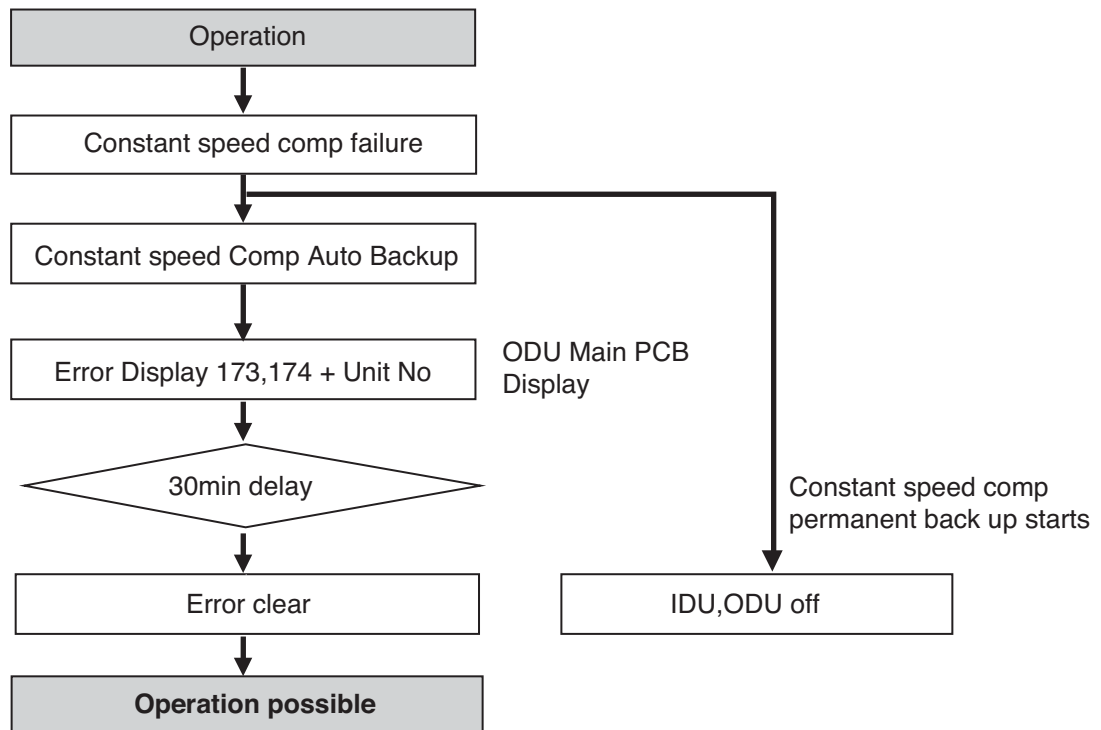 Operation
Constant speed comp failure
Constant speed Comp Auto Backup
Error Display 173,174 + Unit No
ODU Main PCB
Display
30min delay
Constant speed comp
permanent back up starts
Error clear
IDU,ODU off
Operation possible